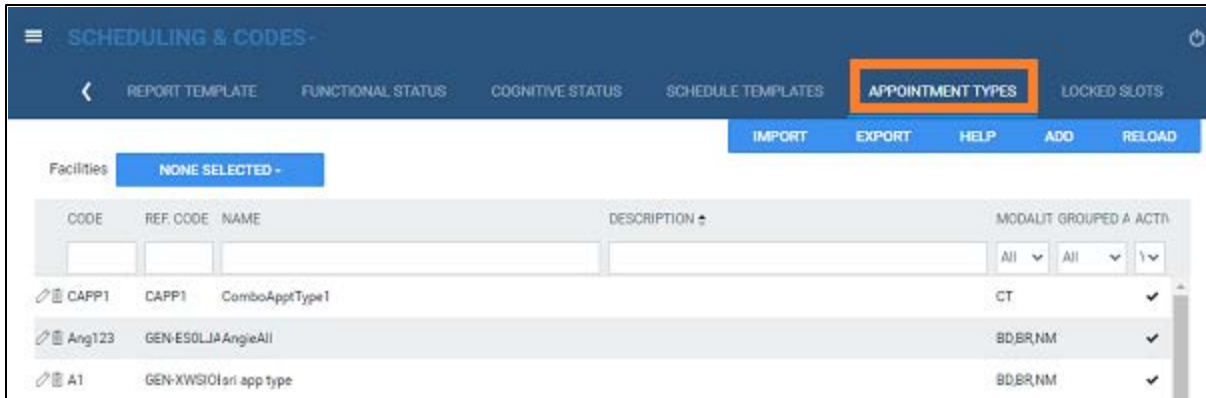 SCHEDULING & CODES-
REPORT TEMPLATE FUNCTIONAL STATUS COGNITIVE STATUS SCHEDULE TEMPLATES APPOINTMENT TYPES LOCKED SLOTS
IMPORT EXPORT HELP ADD RELOAD
Facilities NONE SELECTED -
CODE REF. CODE NAME DESCRIPTION MODALIT GROUPED A ACTIV
All All Y
CAPP1 CAPP1 ComboApptType1 CT
Ang123 AngieAll BD,BR,NM
A1 sri app type BD,BR,NM